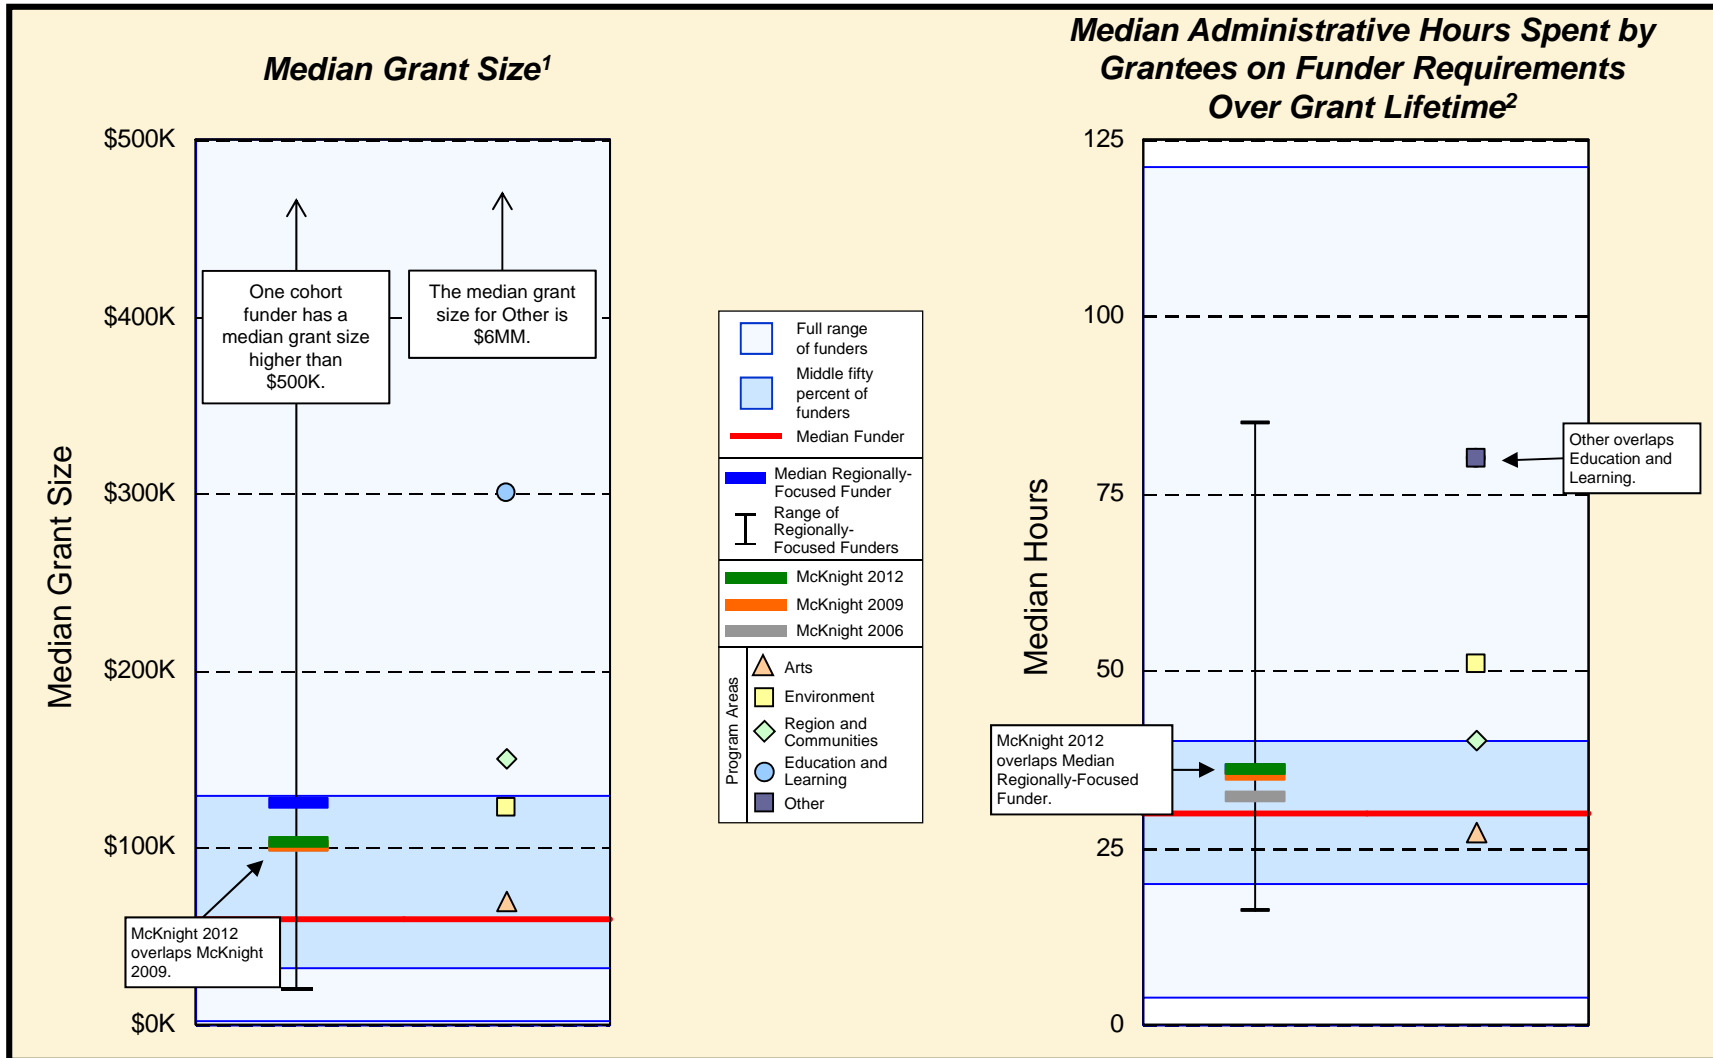 Median Grant Size1
$500K
$400K
$300K
$200K
$100K
$0K
Median Grant Size
One cohort
funder has a
median grant size
higher than
$500K.
The median grant
size for Other is
$6MM.
McKnight 2012
overlaps McKnight
2009.
Full range
of funders
Middle fifty
percent of
funders
Median Funder
Median Regionally-
Focused Funder
Range of
Regionally-
Focused Funders
McKnight 2012
McKnight 2009
McKnight 2006
Program Areas
Arts
Environment
Region and
Communities
Education and
Learning
Other
Median Administrative Hours Spent by
Grantees on Funder Requirements
Over Grant Lifetime2
125
100
75
50
25
0
Median Hours
Other overlaps
Education and
Learning.
McKnight 2012
overlaps Median
Regionally-Focused
Funder.